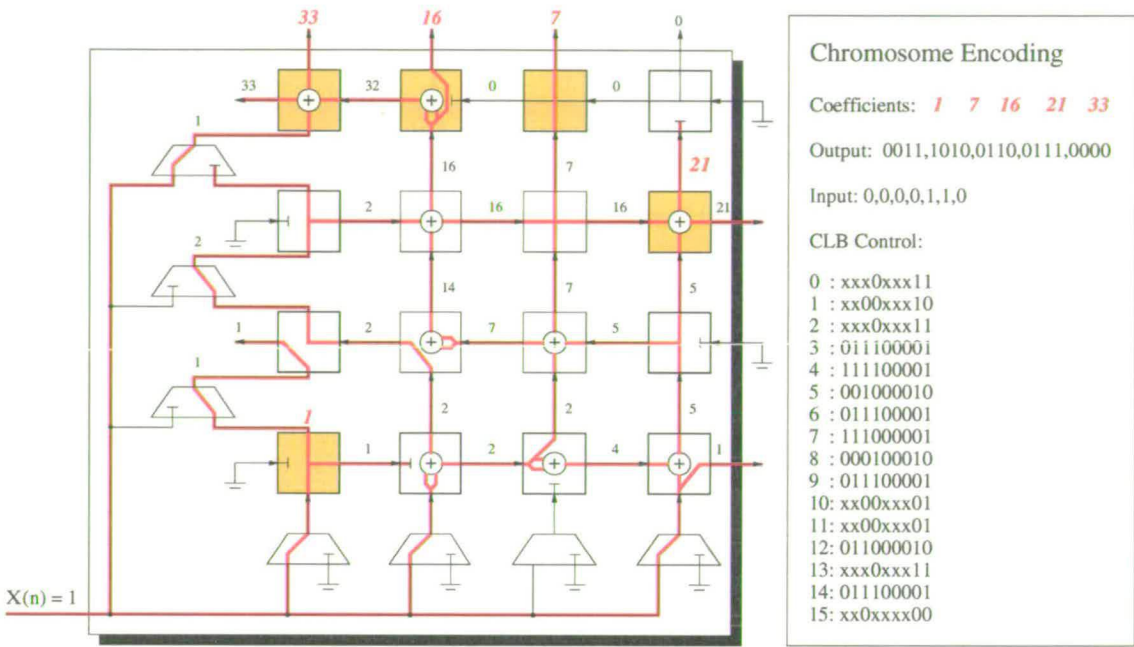 33 16 7 0
33 32 0 0
1
16 7 21
2 16 16 21
2
14 7 5
1 2 7 5
1
2 2 5
1
1 2 4 1
X(n) = 1
Chromosome Encoding
Coefficients: 1 7 16 21 33
Output: 0011,1010,0110,0111,0000
Input: 0,0,0,0,1,1,0
CLB Control:
0 : xxx0xxx11
1 : xx00xxx10
2 : xxx0xxx11
3 : 011100001
4 : 111100001
5 : 001000010
6 : 011100001
7 : 111000001
8 : 000100010
9 : 011100001
10: xx00xxx01
11: xx00xxx01
12: 011000010
13: xxx0xxx11
14: 011100001
15: xx0xxxx00